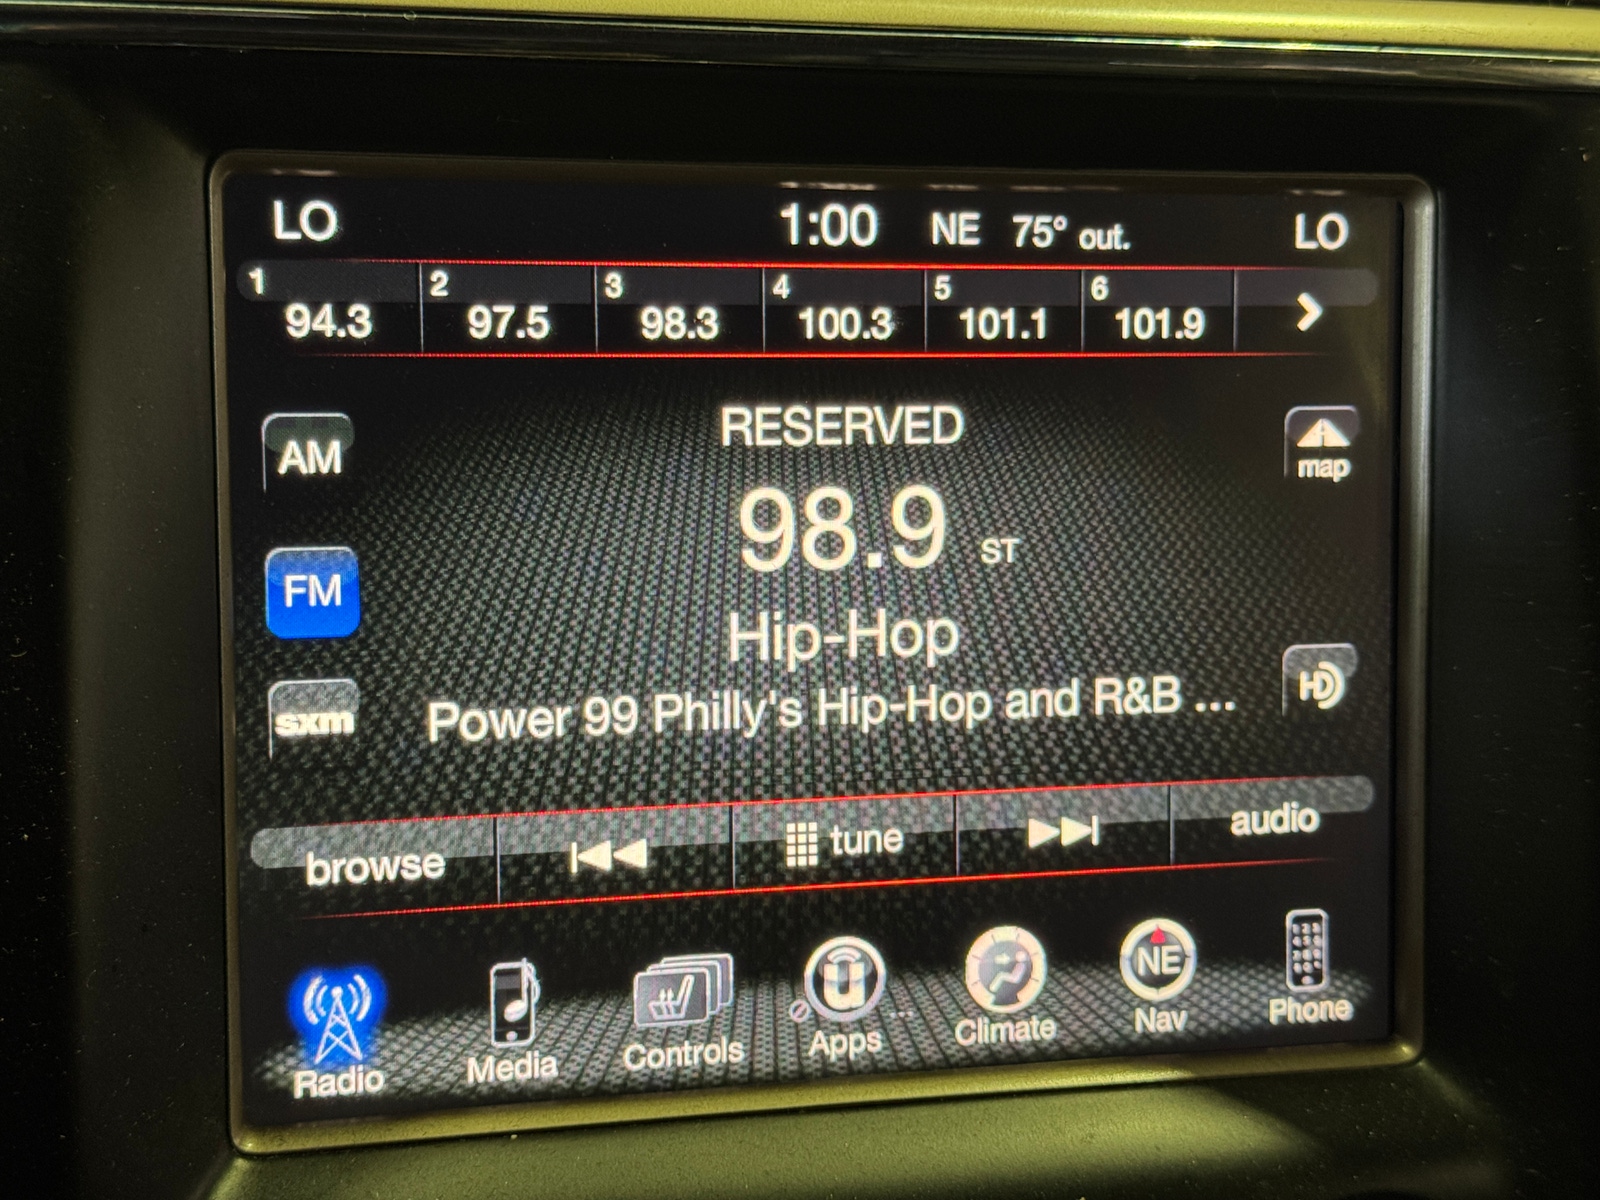 LO 1:00 NE 75° out. LO
1 2 3 4 5 6
94.3 97.5 98.3 100.3 101.1 101.9
RESERVED
AM
map
98.9 ST
FM
Hip-Hop
HD
sxm
Power 99 Philly's Hip-Hop and R&B ...
browse tune audio
NE
Radio Media Controls Apps Climate Nav Phone